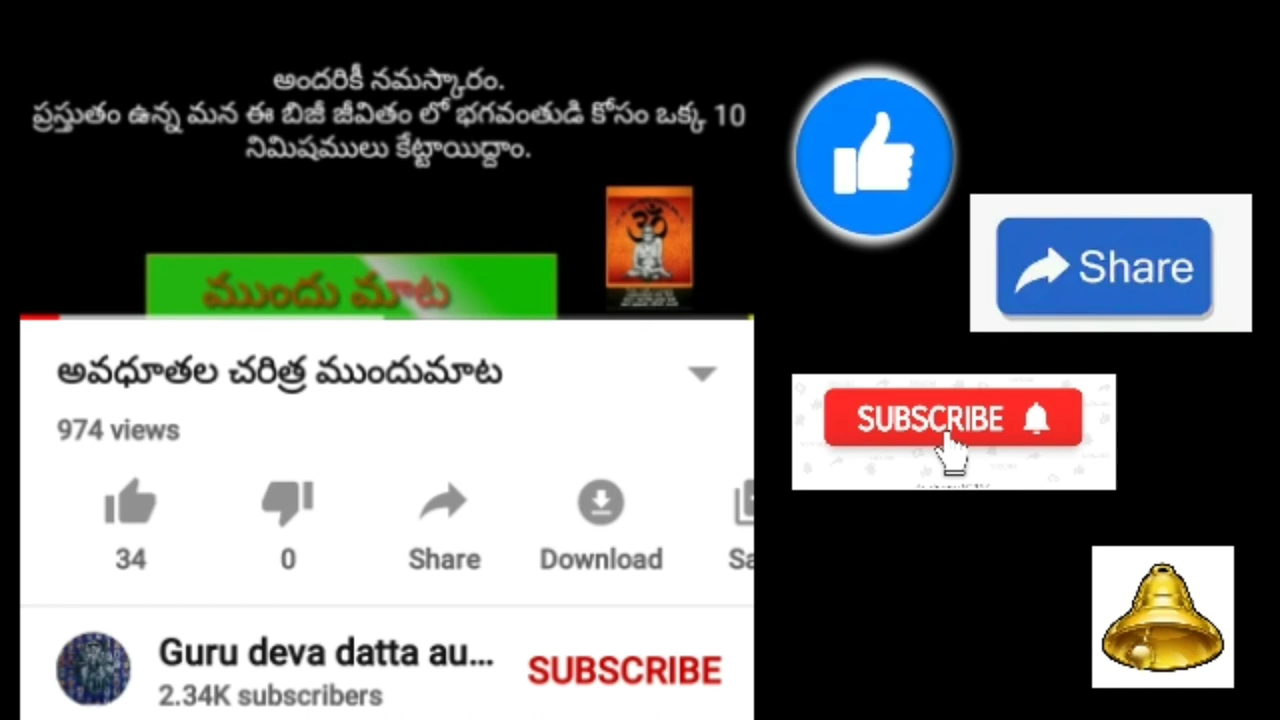 అందరికీ నమస్కారం.
ప్రస్తుతం ఉన్న మన ఈ బిజీ జీవితం లో భగవంతుడి కోసం ఒక్క 10
నిమిషములు కేట్టాయిద్దాం.
ముందు మాట
Share
అవధూతల చరిత్ర ముందుమాట
974 views
SUBSCRIBE
34
0
Share
Download
Sa
Guru deva datta au...
SUBSCRIBE
2.34K subscribers